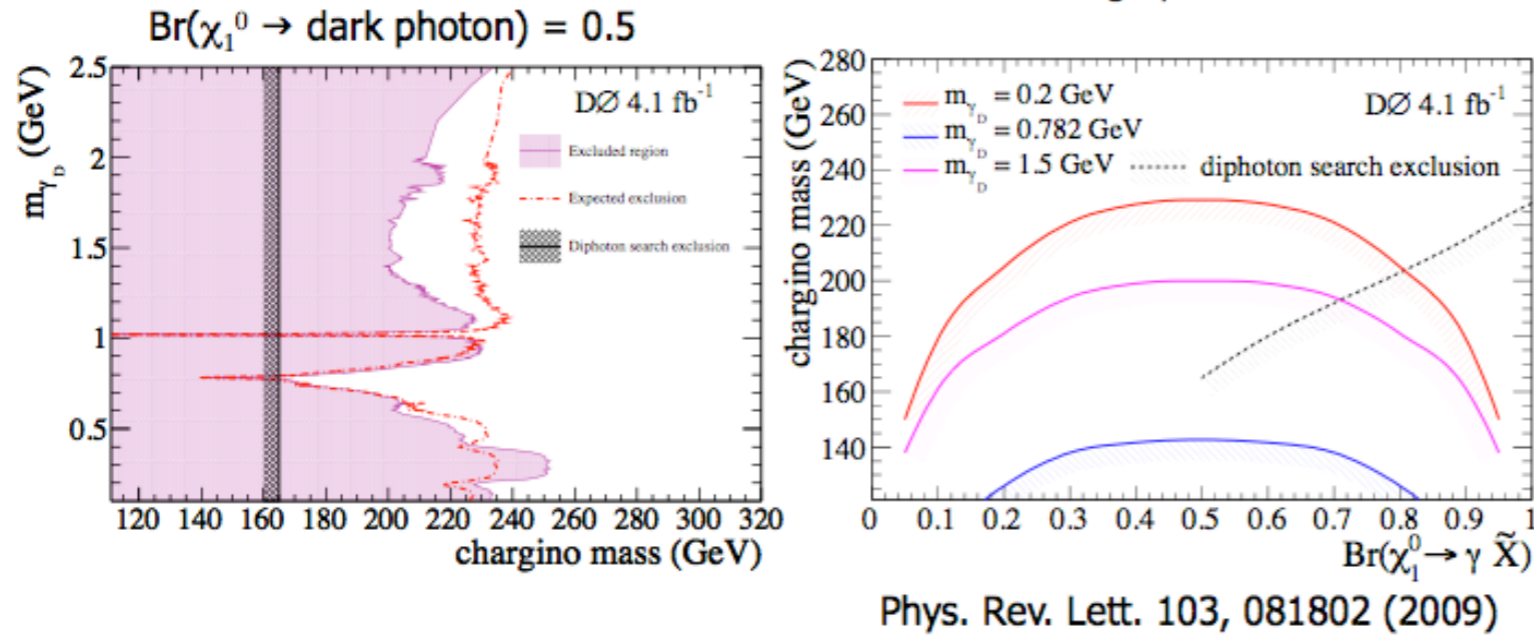 Br(χ₁⁰ → dark photon) = 0.5
m_γD (GeV)
2.5
2
1.5
1
0.5
DØ 4.1 fb⁻¹
Excluded region
Expected exclusion
Diphoton search exclusion
120 140 160 180 200 220 240 260 280 300 320
chargino mass (GeV)
chargino mass (GeV)
280
260
240
220
200
180
160
140
m_γD = 0.2 GeV
m_γD = 0.782 GeV
m_γD = 1.5 GeV
DØ 4.1 fb⁻¹
diphoton search exclusion
0 0.1 0.2 0.3 0.4 0.5 0.6 0.7 0.8 0.9 1
Br(χ₁⁰→ γ X̃)
Phys. Rev. Lett. 103, 081802 (2009)